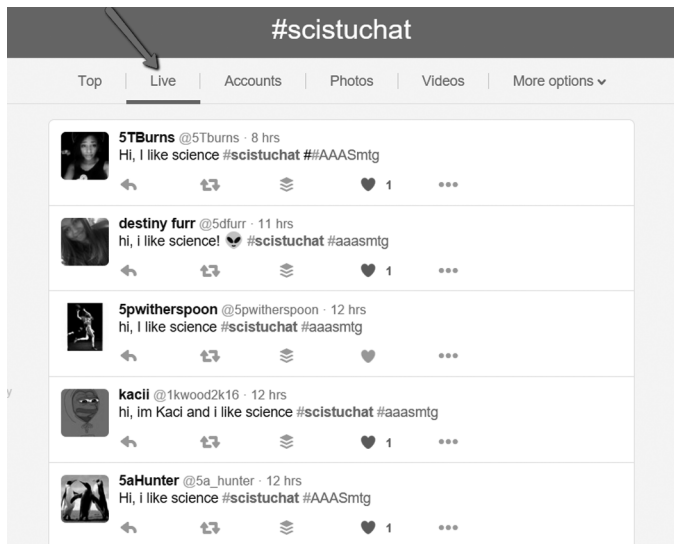 #scistuchat
Top Live Accounts Photos Videos More options
5TBurns @5Tburns · 8 hrs
Hi, I like science #scistuchat ##AAASmtg
1
destiny furr @5dfurr · 11 hrs
hi, i like science! 👽 #scistuchat #aaasmtg
1
5pwitherspoon @5pwitherspoon · 12 hrs
hi, I like science #scistuchat #aaasmtg
kacii @1kwood2k16 · 12 hrs
hi, im Kaci and i like science #scistuchat #aaasmtg
1
5aHunter @5a_hunter · 12 hrs
Hi, i like science #scistuchat #AAASmtg
1
y